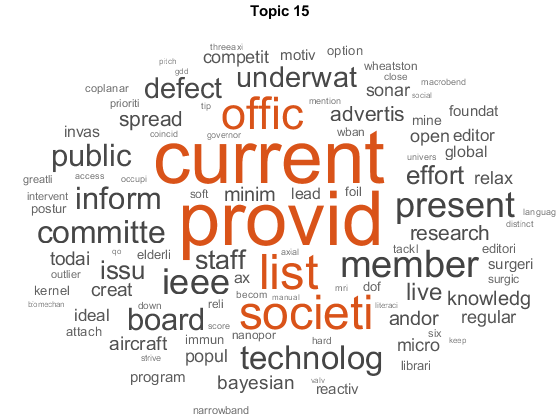 Topic 15
threeaxi
pitch competit motiv option
gdd wheatston
close
coplanar defect underwat sonar macrobend
social
prioriti tip offic mention advertis mine foundat
spread
invas coincid governor wban open editor
public current univers global
greatli access occupi effort relax
intervent inform soft minim lead foil present
postur provid languag
committe distinct
research
todai staff list axial member tackl editori
outlier issu qo elderli surgeri
kernel creat ieee ax mri dof live surgic
biomechan down reli becom manual societi literaci knowledg
ideal board score andor regular
attach immun nanopor hard micro six keep
aircraft popul technolog librari
strive
program bayesian valv reactiv
narrowband